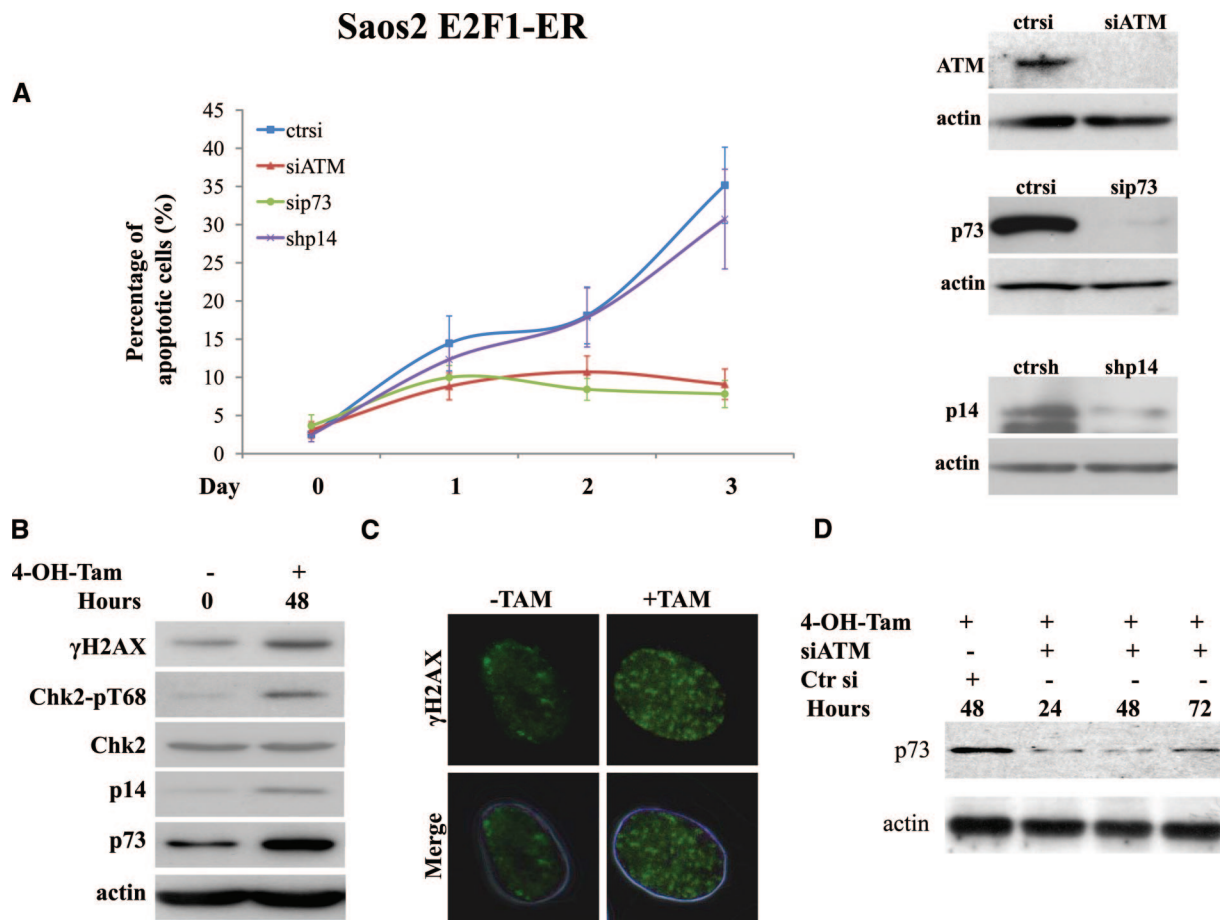 Saos2 E2F1-ER
A
45
40
35
30
25
20
15
10
5
0
Percentage of
apoptotic cells (%)
ctrsi
siATM
sip73
shp14
Day 0 1 2 3
ctrsi siATM
ATM
actin
ctrsi sip73
p73
actin
ctrsh shp14
p14
actin
B
4-OH-Tam - +
Hours 0 48
γH2AX
Chk2-pT68
Chk2
p14
p73
actin
C
-TAM +TAM
γH2AX
Merge
D
4-OH-Tam + + + +
siATM - + + +
Ctr si + - - -
Hours 48 24 48 72
p73
actin